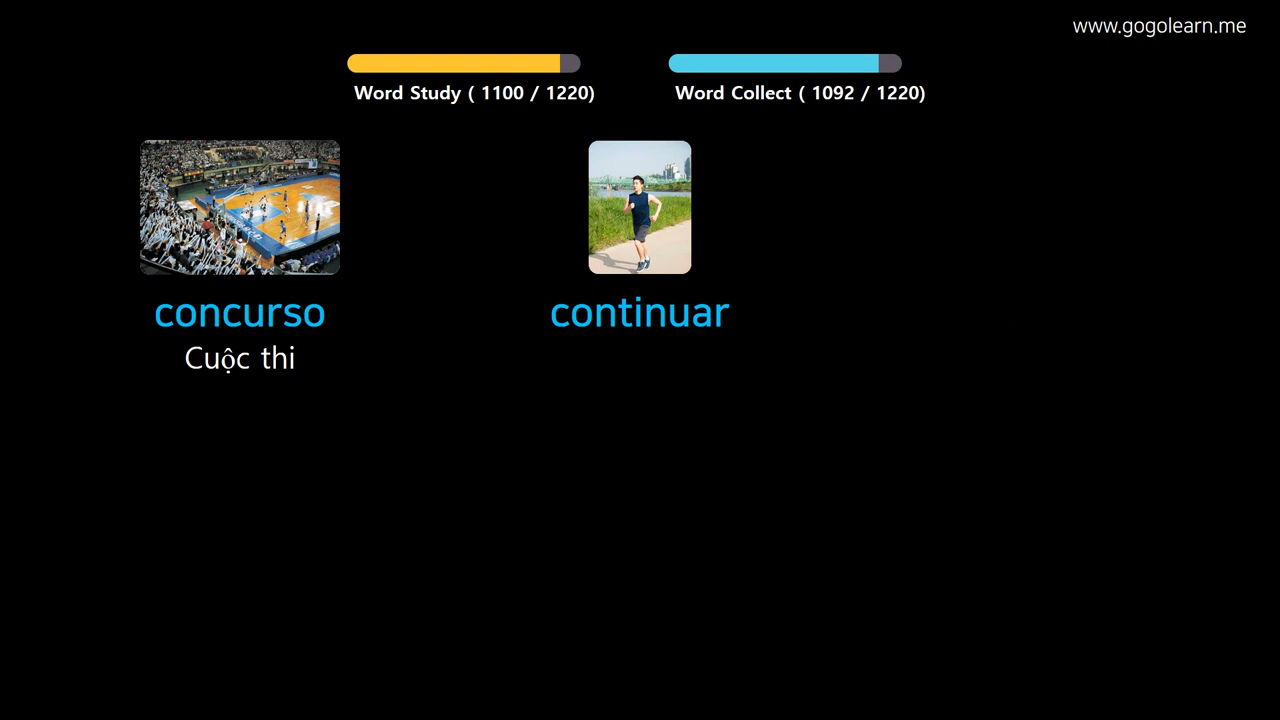 www.gogolearn.me
Word Study ( 1100 / 1220)
Word Collect ( 1092 / 1220)
concurso
continuar
Cuộc thi